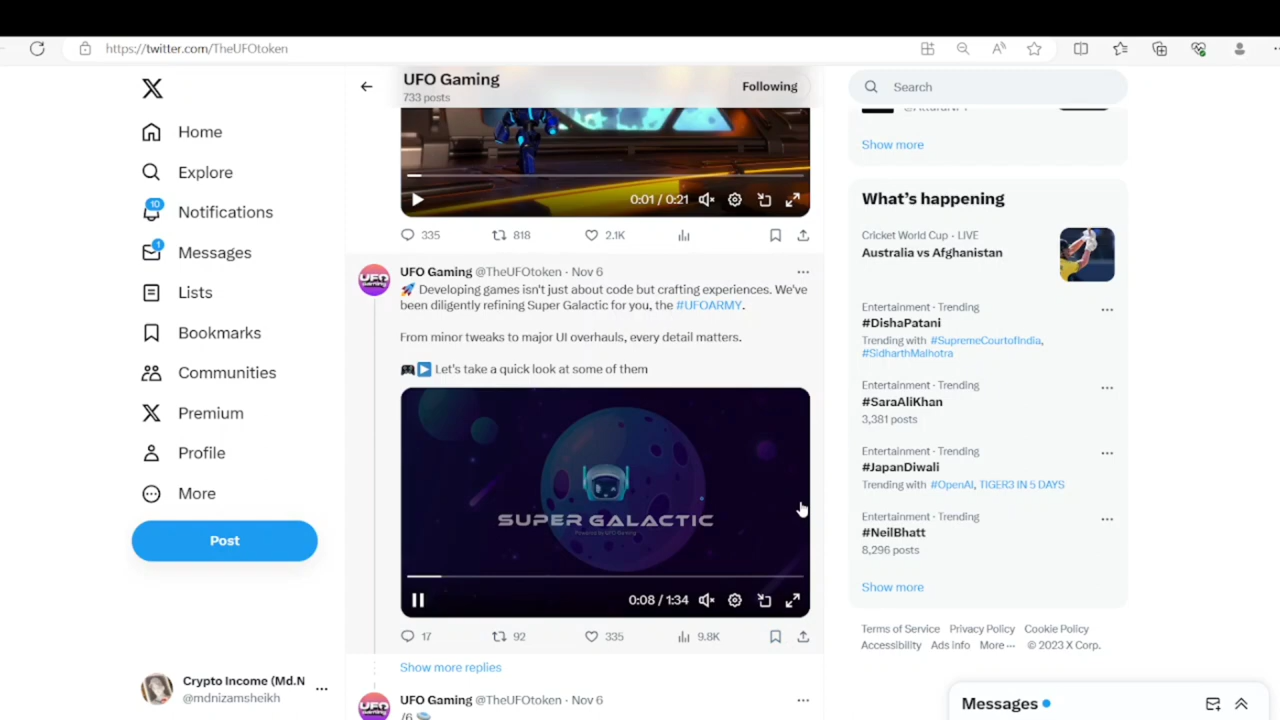 https://twitter.com/TheUFOtoken
UFO Gaming
733 posts
Following
Home
Explore
10
Notifications
1
Messages
Lists
Bookmarks
Communities
Premium
Profile
More
Post
Crypto Income (Md.N
@mdnizamsheikh
0:01 / 0:21
335
818
2.1K
UFO Gaming @TheUFOtoken · Nov 6
🚀 Developing games isn't just about code but crafting experiences. We've
been diligently refining Super Galactic for you, the #UFOARMY.
From minor tweaks to major UI overhauls, every detail matters.
🎮▶️ Let's take a quick look at some of them
SUPER GALACTIC
Powered By UFO Gaming
0:08 / 1:34
17
92
335
9.8K
Show more replies
UFO Gaming @TheUFOtoken · Nov 6
/6 🛸
Search
Show more
What's happening
Cricket World Cup · LIVE
Australia vs Afghanistan
Entertainment · Trending
#DishaPatani
Trending with #SupremeCourtofIndia,
#SidharthMalhotra
Entertainment · Trending
#SaraAliKhan
3,381 posts
Entertainment · Trending
#JapanDiwali
Trending with #OpenAI, TIGER3 IN 5 DAYS
Entertainment · Trending
#NeilBhatt
8,296 posts
Show more
Terms of Service Privacy Policy Cookie Policy
Accessibility Ads info More ··· © 2023 X Corp.
Messages